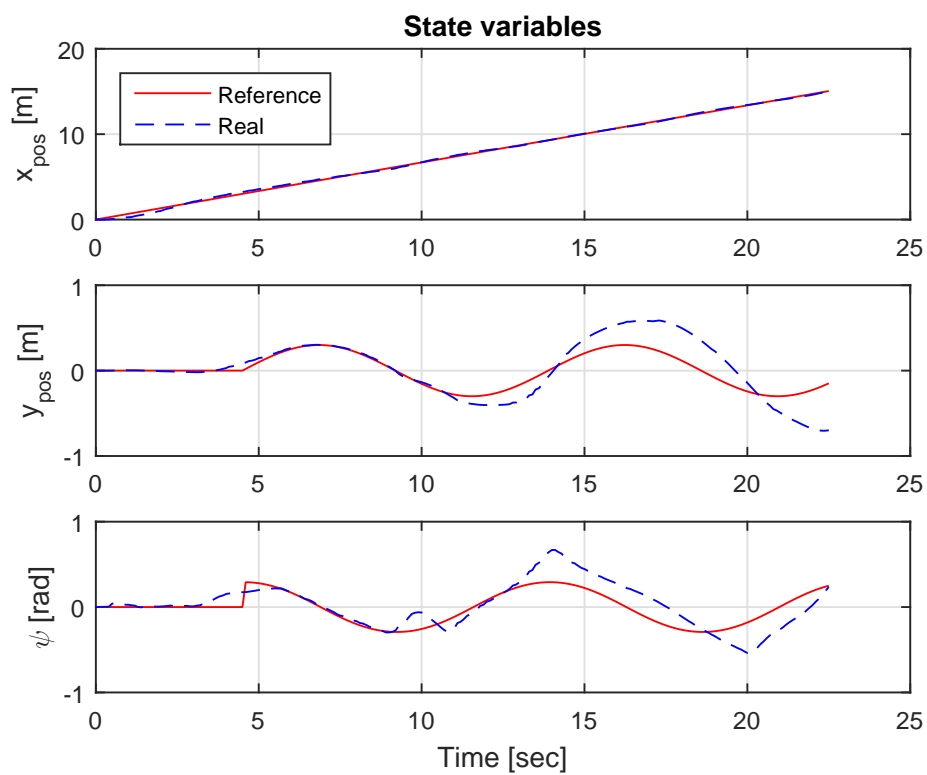 State variables
20
10
0
x_pos [m]
Reference
Real
0 5 10 15 20 25
1
0
-1
y_pos [m]
0 5 10 15 20 25
1
0
-1
ψ [rad]
0 5 10 15 20 25
Time [sec]